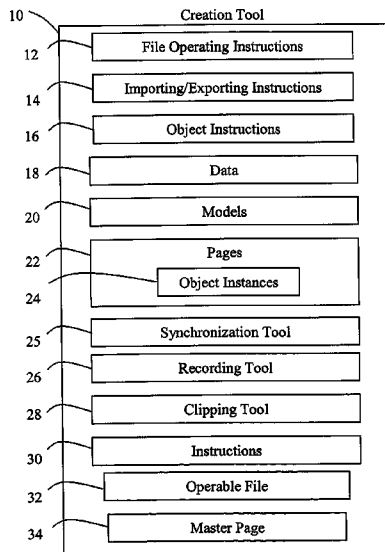 10 Creation Tool
12 File Operating Instructions
14 Importing/Exporting Instructions
16 Object Instructions
18 Data
20 Models
22 Pages
24 Object Instances
25 Synchronization Tool
26 Recording Tool
28 Clipping Tool
30 Instructions
32 Operable File
34 Master Page